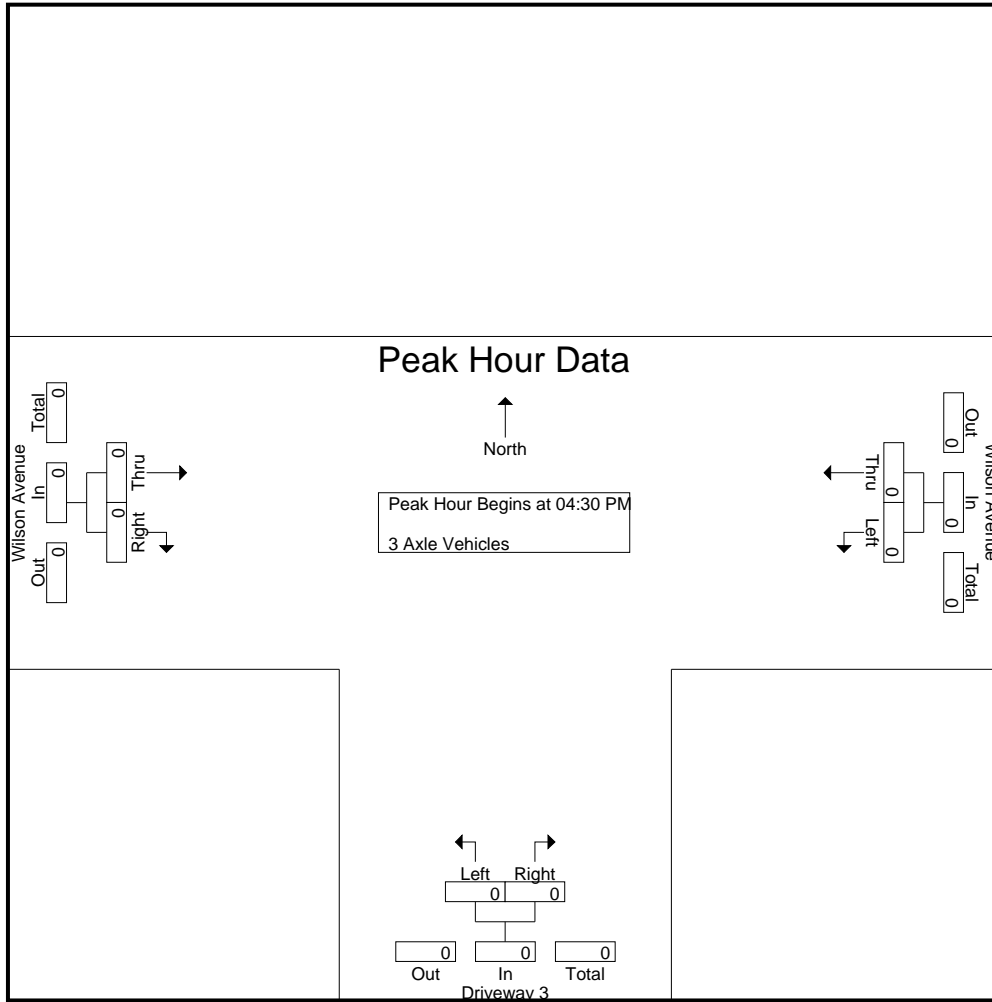 Peak Hour Data
North
Peak Hour Begins at 04:30 PM
3 Axle Vehicles
Wilson Avenue
Total
0
In
0
Out
0
0
Thru
0
Right
Out
0
In
0
Total
0
Wilson Avenue
Thru
0
Left
0
Left
Right
0
0
0
0
0
Out
In
Total
Driveway 3